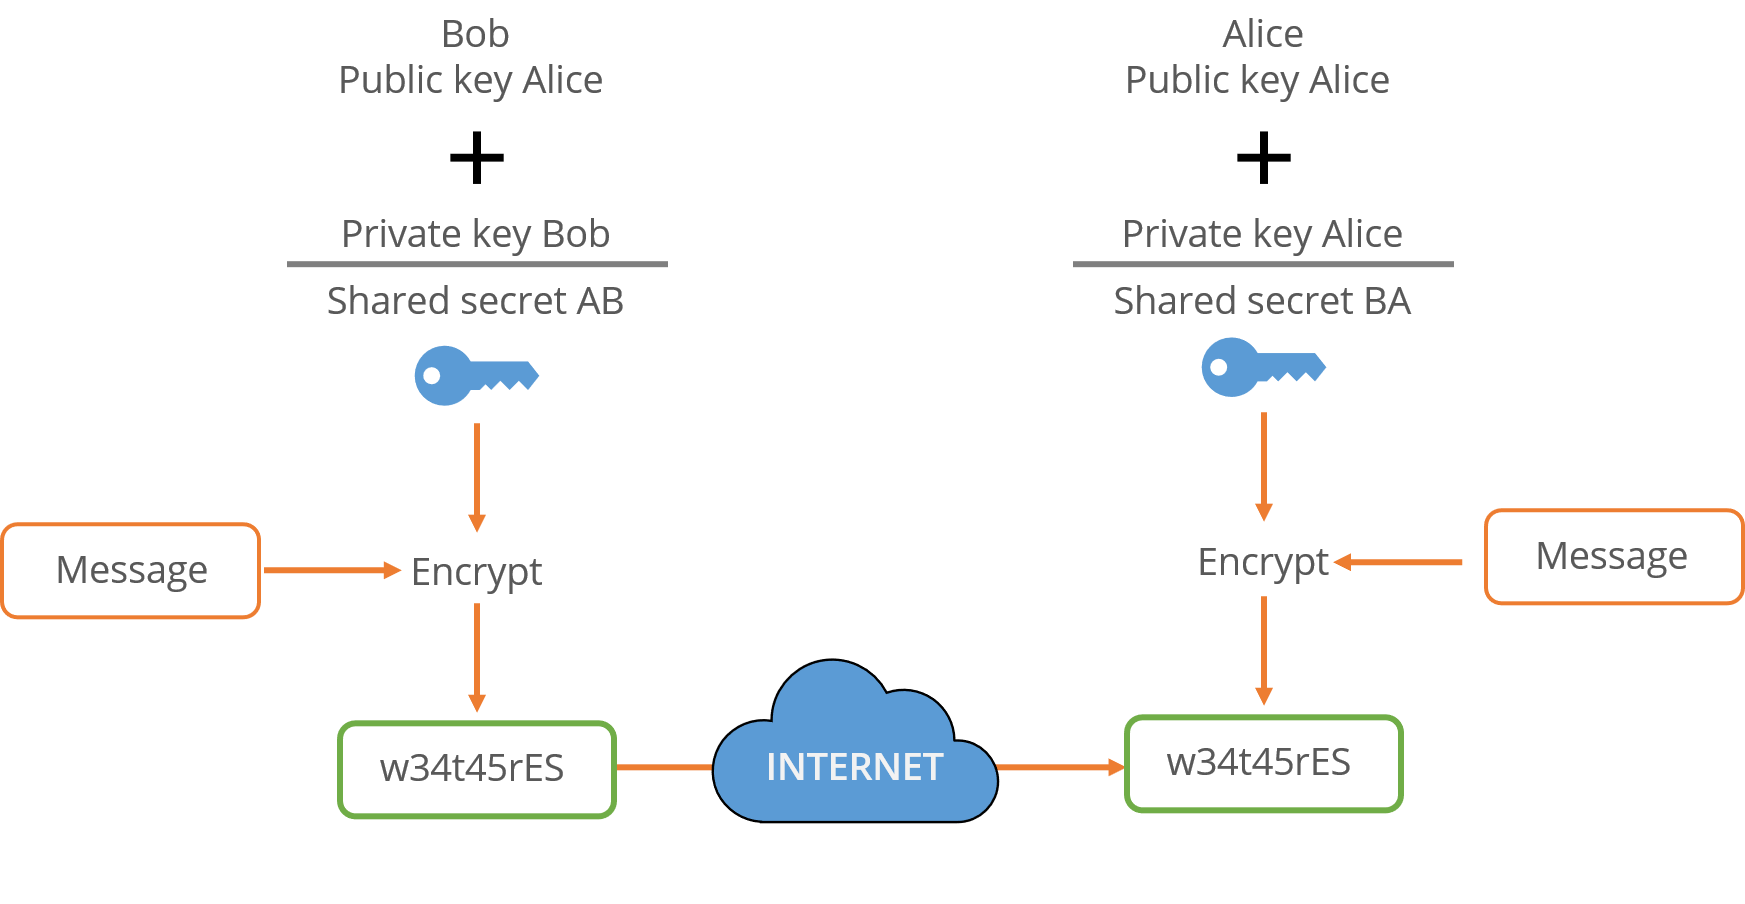 Bob
Public key Alice
Private key Bob
Shared secret AB
Message
Encrypt
w34t45rES
INTERNET
Alice
Public key Alice
Private key Alice
Shared secret BA
Encrypt
Message
w34t45rES